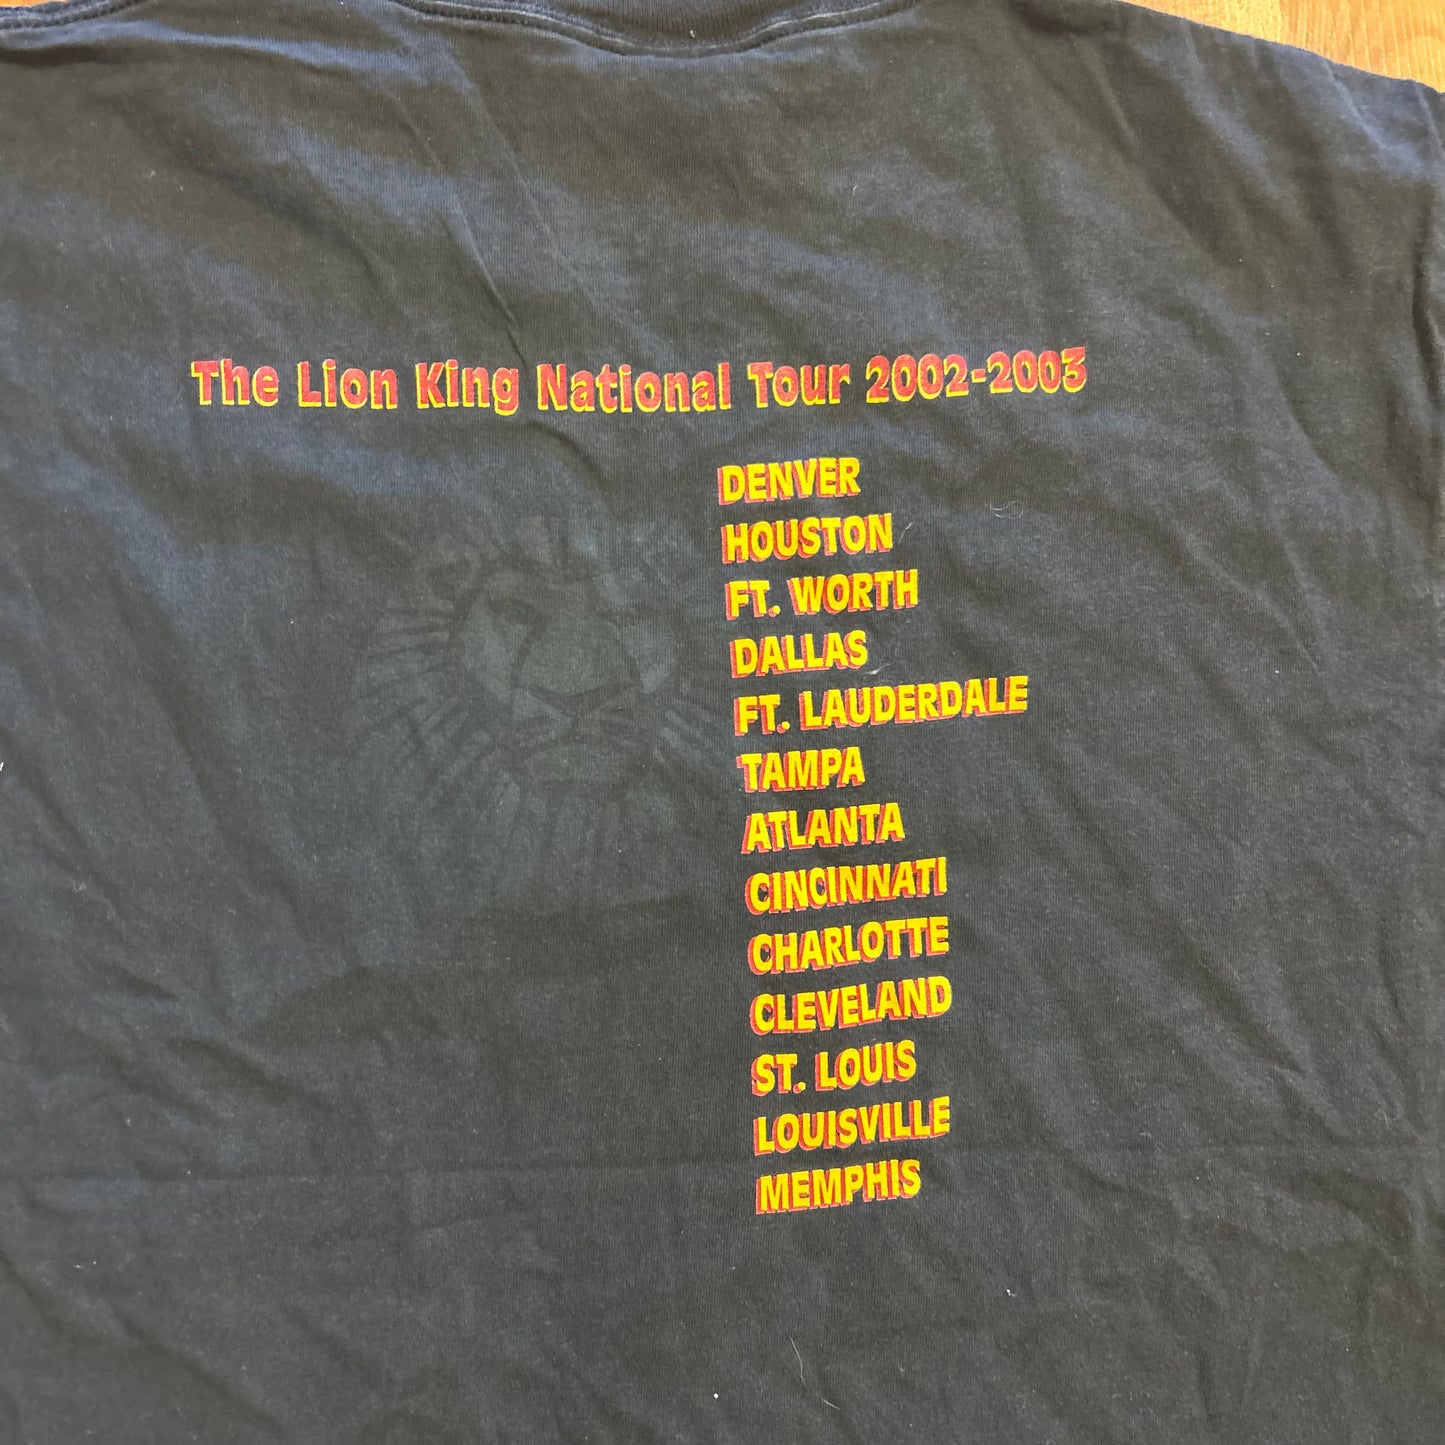 The Lion King National Tour 2002-2003
DENVER
HOUSTON
FT. WORTH
DALLAS
FT. LAUDERDALE
TAMPA
ATLANTA
CINCINNATI
CHARLOTTE
CLEVELAND
ST. LOUIS
LOUISVILLE
MEMPHIS